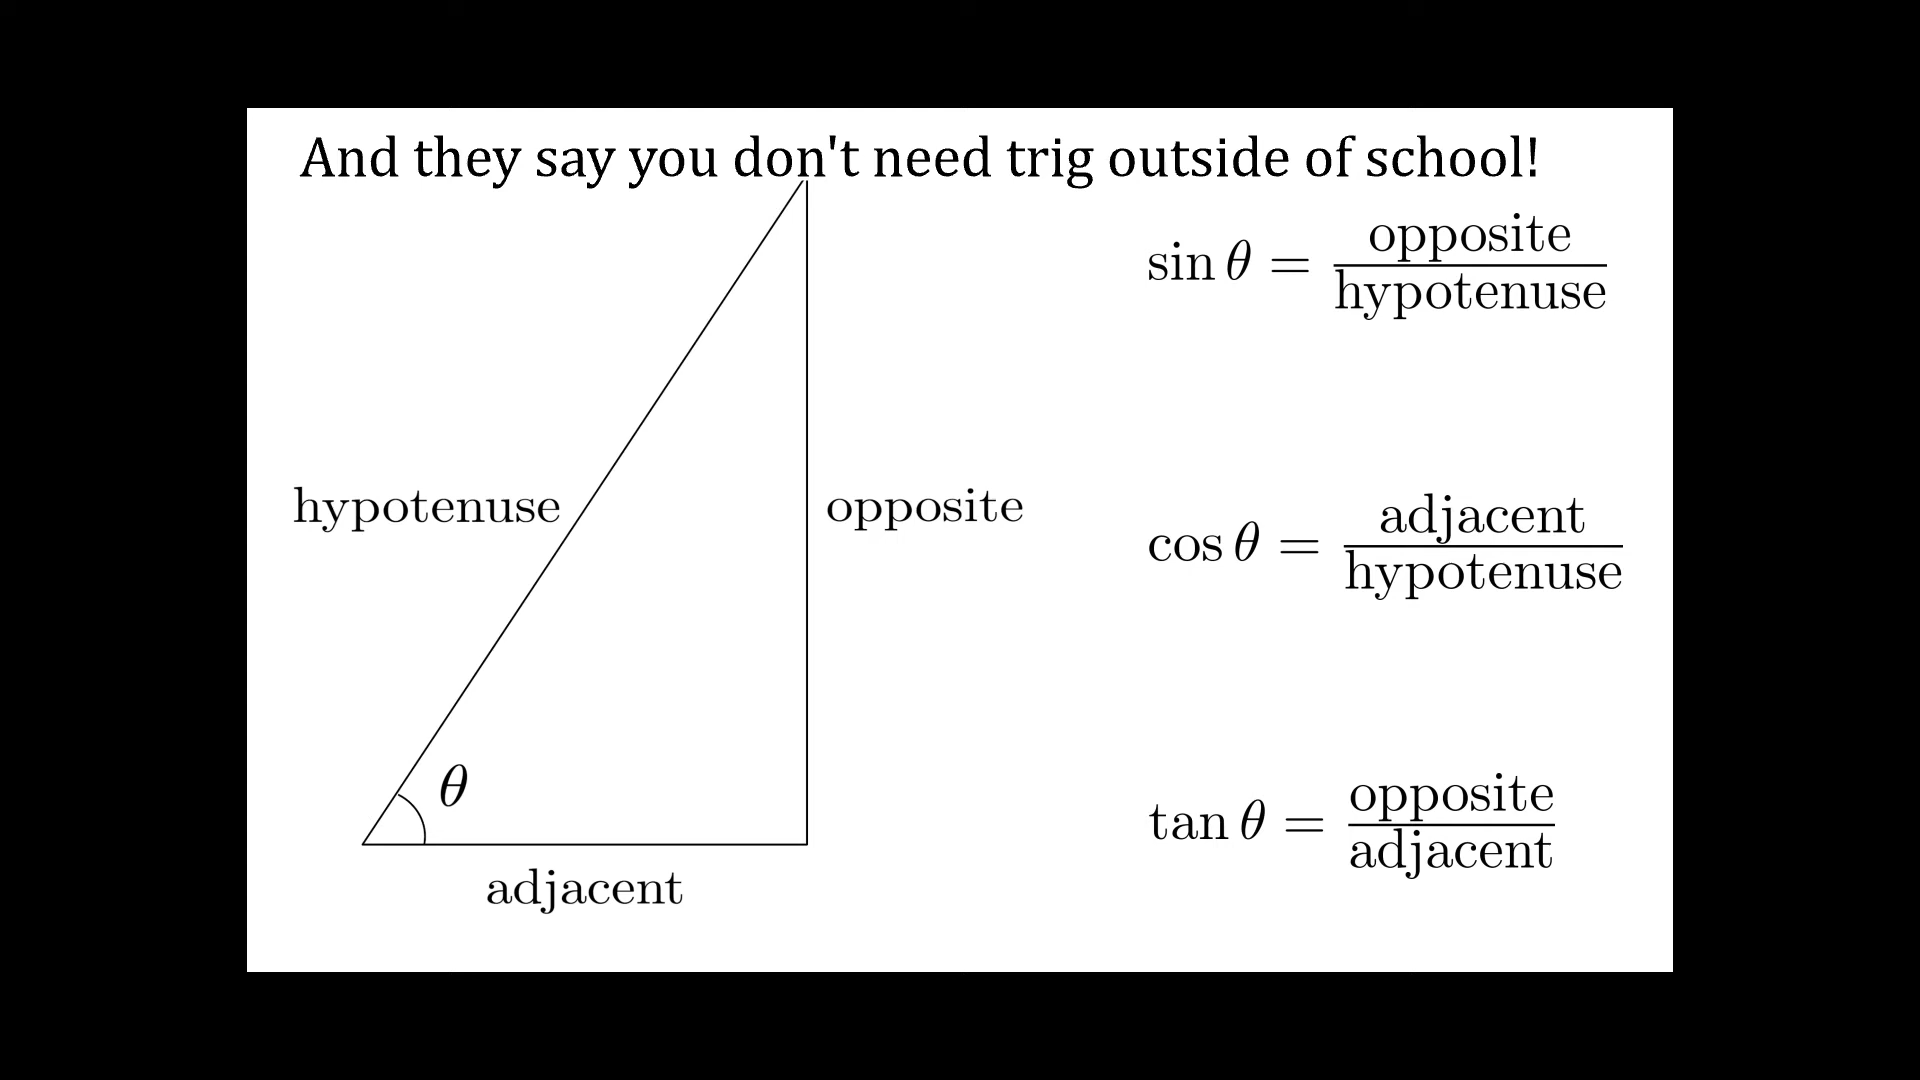 And they say you don't need trig outside of school!
sin θ = opposite / hypotenuse
hypotenuse
opposite
cos θ = adjacent / hypotenuse
θ
tan θ = opposite / adjacent
adjacent